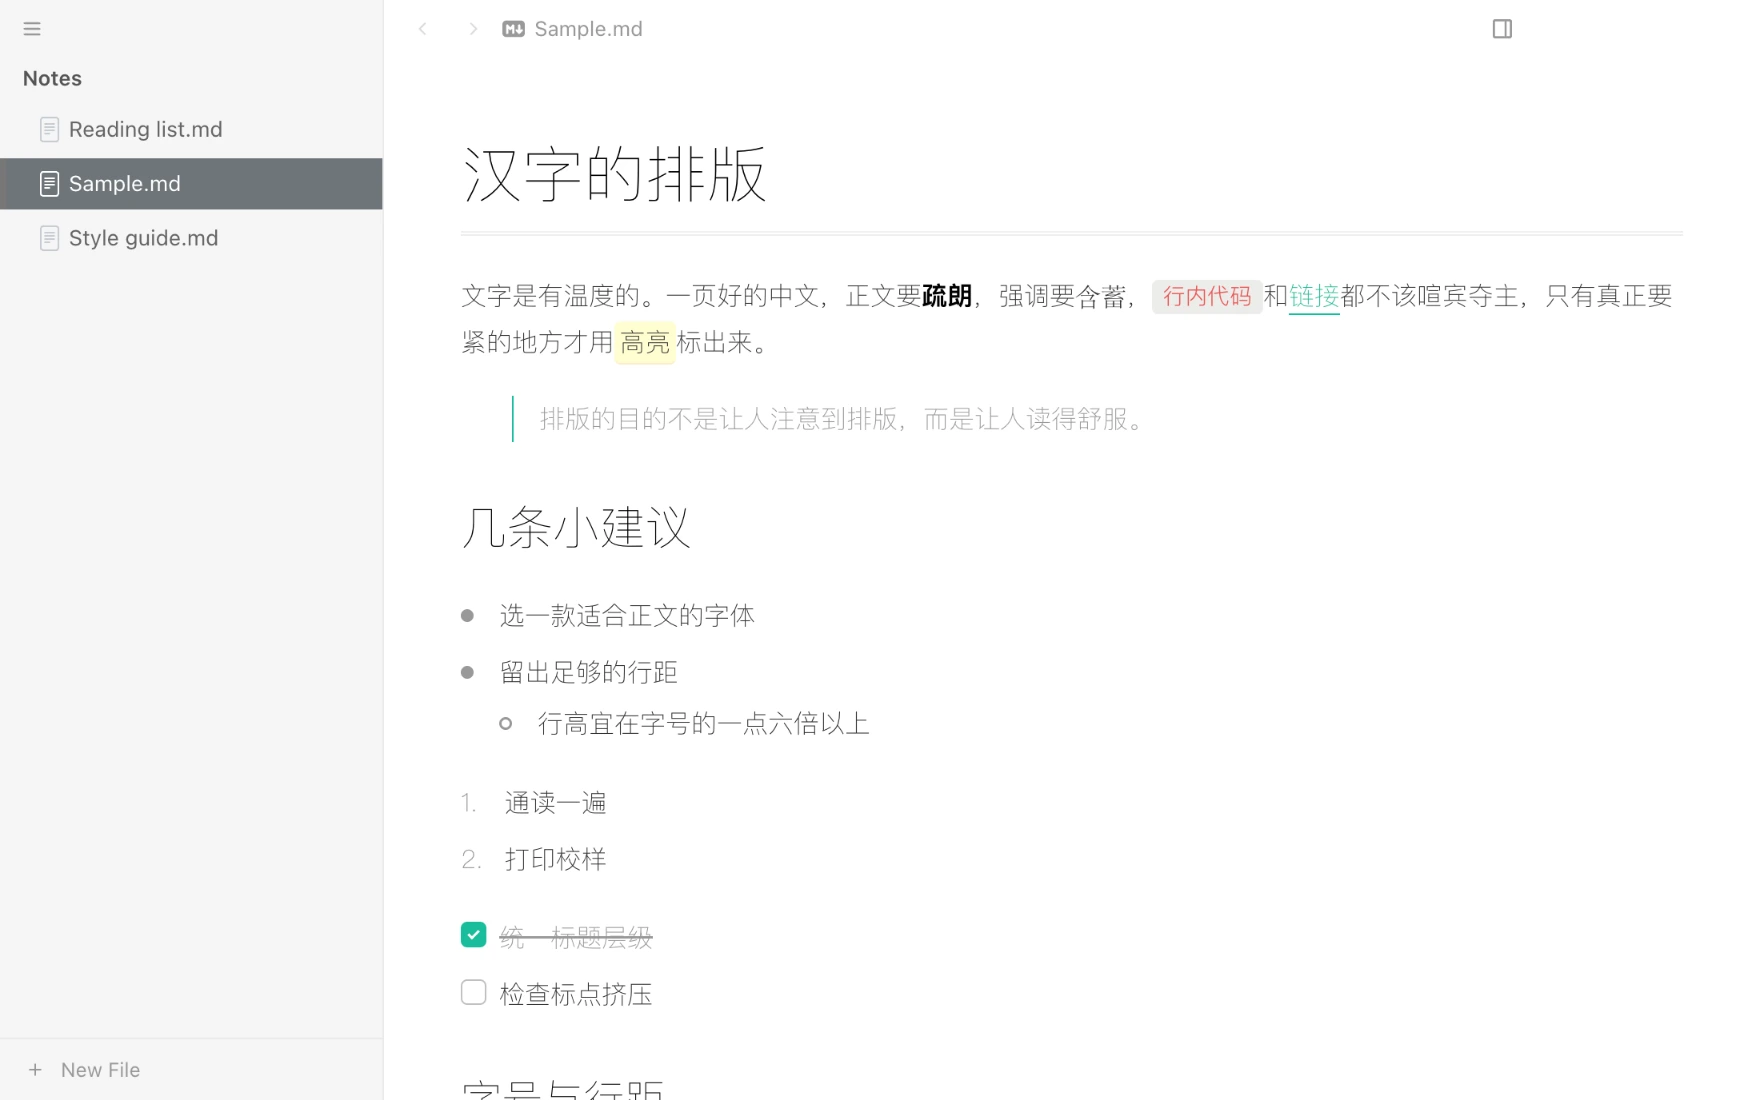 Sample.md
Notes
Reading list.md
Sample.md
Style guide.md
New File
汉字的排版
文字是有温度的。一页好的中文，正文要疏朗，强调要含蓄，行内代码和链接都不该喧宾夺主，只有真正要
紧的地方才用高亮标出来。
排版的目的不是让人注意到排版，而是让人读得舒服。
几条小建议
选一款适合正文的字体
留出足够的行距
行高宜在字号的一点六倍以上
1. 通读一遍
2. 打印校样
统一标题层级
检查标点挤压
字号与行距